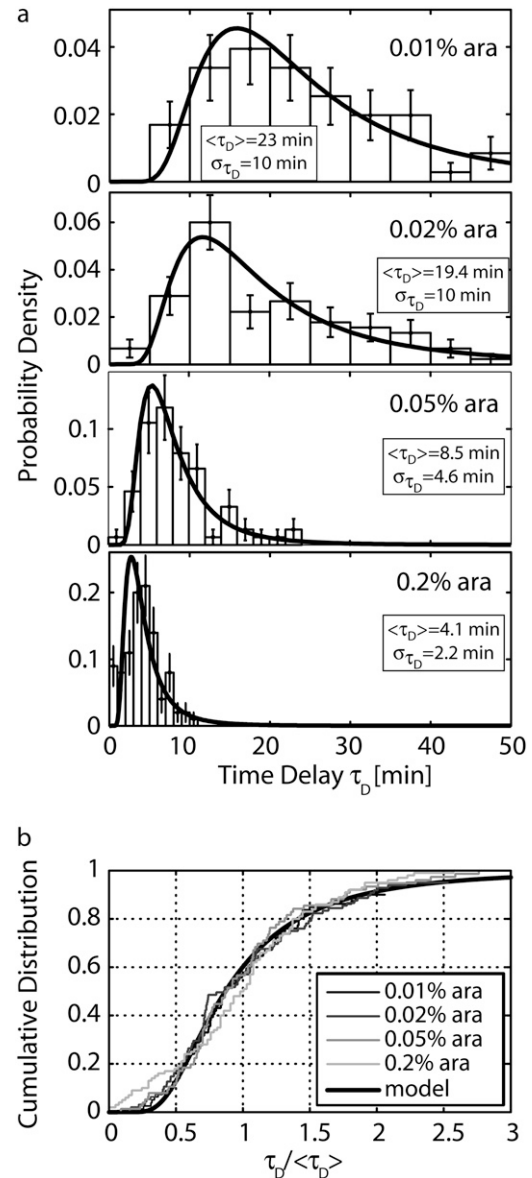 a
0.01% ara
0.04
0.02
0
<τD>=23 min
στD=10 min
0.02% ara
0.06
0.04
0.02
0
<τD>=19.4 min
στD=10 min
0.05% ara
0.1
0.05
0
<τD>=8.5 min
στD=4.6 min
0.2% ara
0.2
0.1
0
<τD>=4.1 min
στD=2.2 min
Probability Density
0 10 20 30 40 50
Time Delay τD [min]
b
Cumulative Distribution
1
0.8
0.6
0.4
0.2
0
0.01% ara
0.02% ara
0.05% ara
0.2% ara
model
0 0.5 1 1.5 2 2.5 3
τD/<τD>